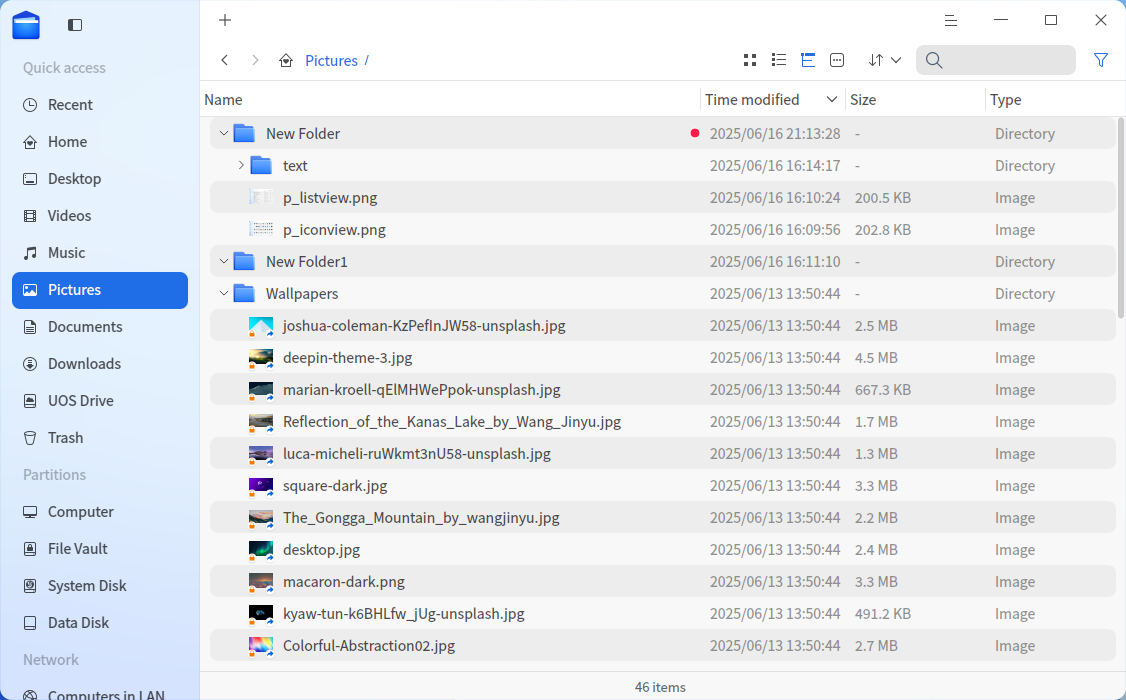 Quick access
Recent
Home
Desktop
Videos
Music
Pictures
Documents
Downloads
UOS Drive
Trash
Partitions
Computer
File Vault
System Disk
Data Disk
Network
Computers in LAN
Pictures /
Name Time modified Size Type
New Folder 2025/06/16 21:13:28 - Directory
text 2025/06/16 16:14:17 - Directory
p_listview.png 2025/06/16 16:10:24 200.5 KB Image
p_iconview.png 2025/06/16 16:09:56 202.8 KB Image
New Folder1 2025/06/16 16:11:10 - Directory
Wallpapers 2025/06/13 13:50:44 - Directory
joshua-coleman-KzPefInJW58-unsplash.jpg 2025/06/13 13:50:44 2.5 MB Image
deepin-theme-3.jpg 2025/06/13 13:50:44 4.5 MB Image
marian-kroell-qElMHWePpok-unsplash.jpg 2025/06/13 13:50:44 667.3 KB Image
Reflection_of_the_Kanas_Lake_by_Wang_Jinyu.jpg 2025/06/13 13:50:44 1.7 MB Image
luca-micheli-ruWkmt3nU58-unsplash.jpg 2025/06/13 13:50:44 1.3 MB Image
square-dark.jpg 2025/06/13 13:50:44 3.3 MB Image
The_Gongga_Mountain_by_wangjinyu.jpg 2025/06/13 13:50:44 2.2 MB Image
desktop.jpg 2025/06/13 13:50:44 2.4 MB Image
macaron-dark.png 2025/06/13 13:50:44 3.3 MB Image
kyaw-tun-k6BHLfw_jUg-unsplash.jpg 2025/06/13 13:50:44 491.2 KB Image
Colorful-Abstraction02.jpg 2025/06/13 13:50:44 2.7 MB Image
46 items